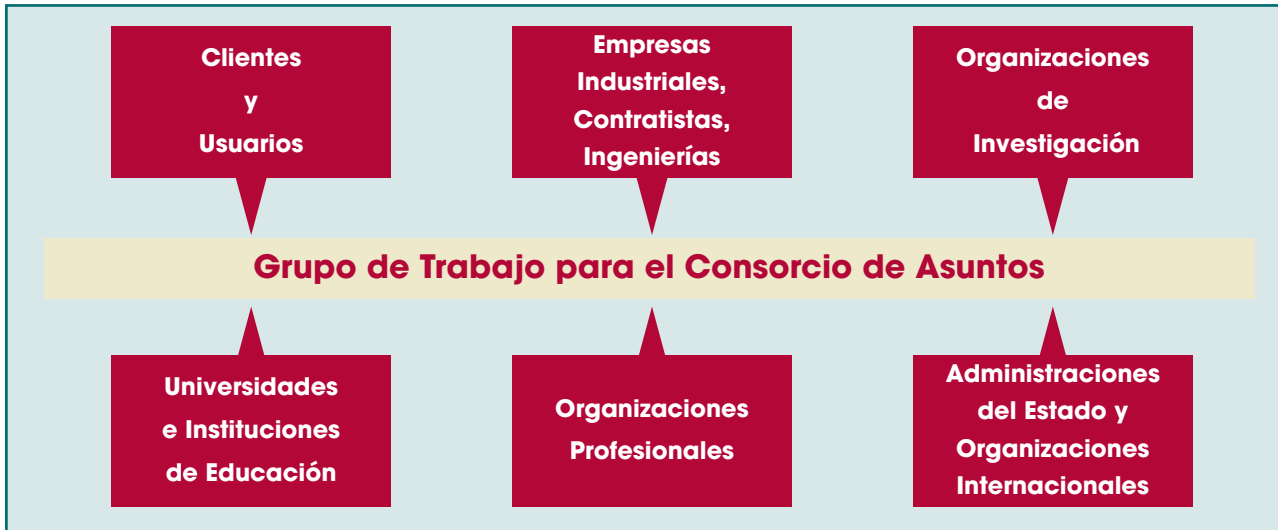 Clientes
y
Usuarios
Empresas
Industriales,
Contratistas,
Ingenierías
Organizaciones
de
Investigación
Grupo de Trabajo para el Consorcio de Asuntos
Universidades
e Instituciones
de Educación
Organizaciones
Profesionales
Administraciones
del Estado y
Organizaciones
Internacionales